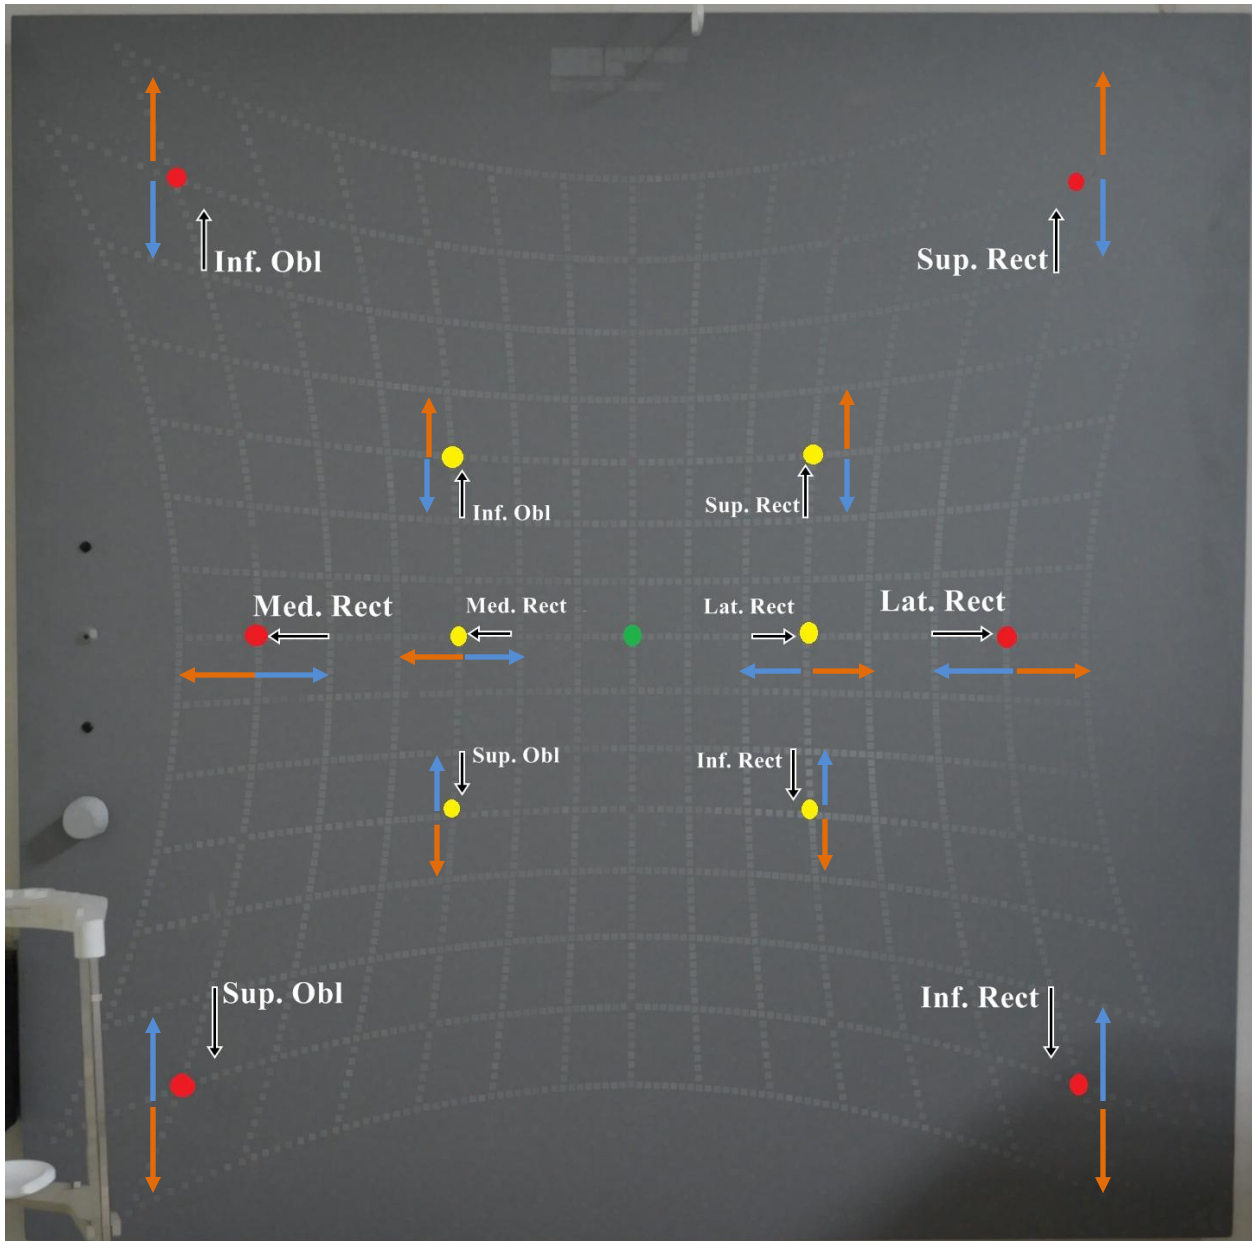 Inf. Obl
Sup. Rect
Inf. Obl
Sup. Rect
Med. Rect
Med. Rect
Lat. Rect
Lat. Rect
Sup. Obl
Inf. Rect
Sup. Obl
Inf. Rect